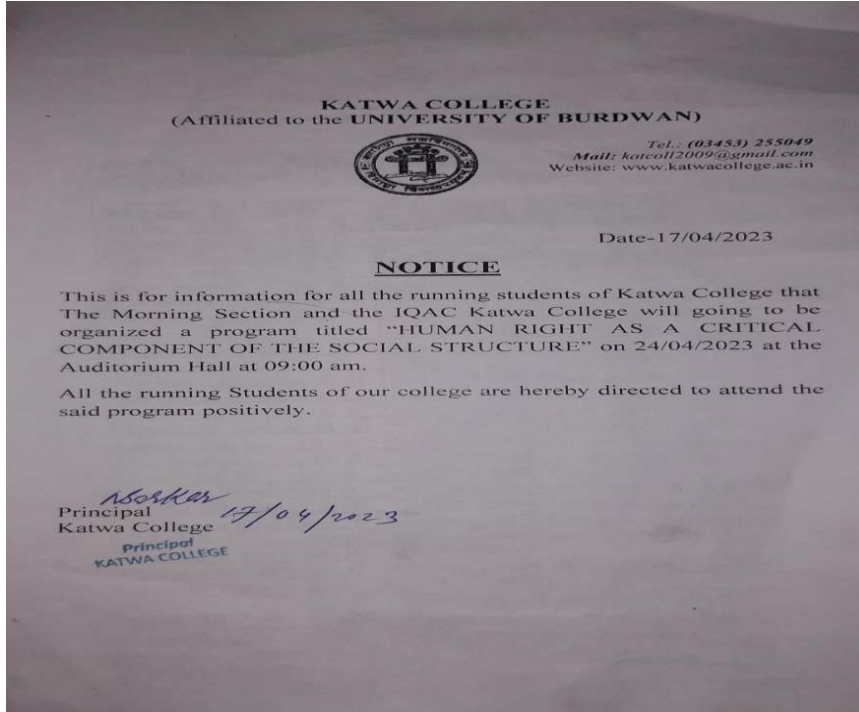 KATWA COLLEGE
(Affiliated to the UNIVERSITY OF BURDWAN)
Tel.: (03453) 255049
Mail: katcoll2009@gmail.com
Website: www.katwacollege.ac.in
Date-17/04/2023
NOTICE
This is for information for all the running students of Katwa College that
The Morning Section and the IQAC Katwa College will going to be
organized a program titled “HUMAN RIGHT AS A CRITICAL
COMPONENT OF THE SOCIAL STRUCTURE” on 24/04/2023 at the
Auditorium Hall at 09:00 am.
All the running Students of our college are hereby directed to attend the
said program positively.
Principal
Katwa College
17/04/2023
Principal
KATWA COLLEGE